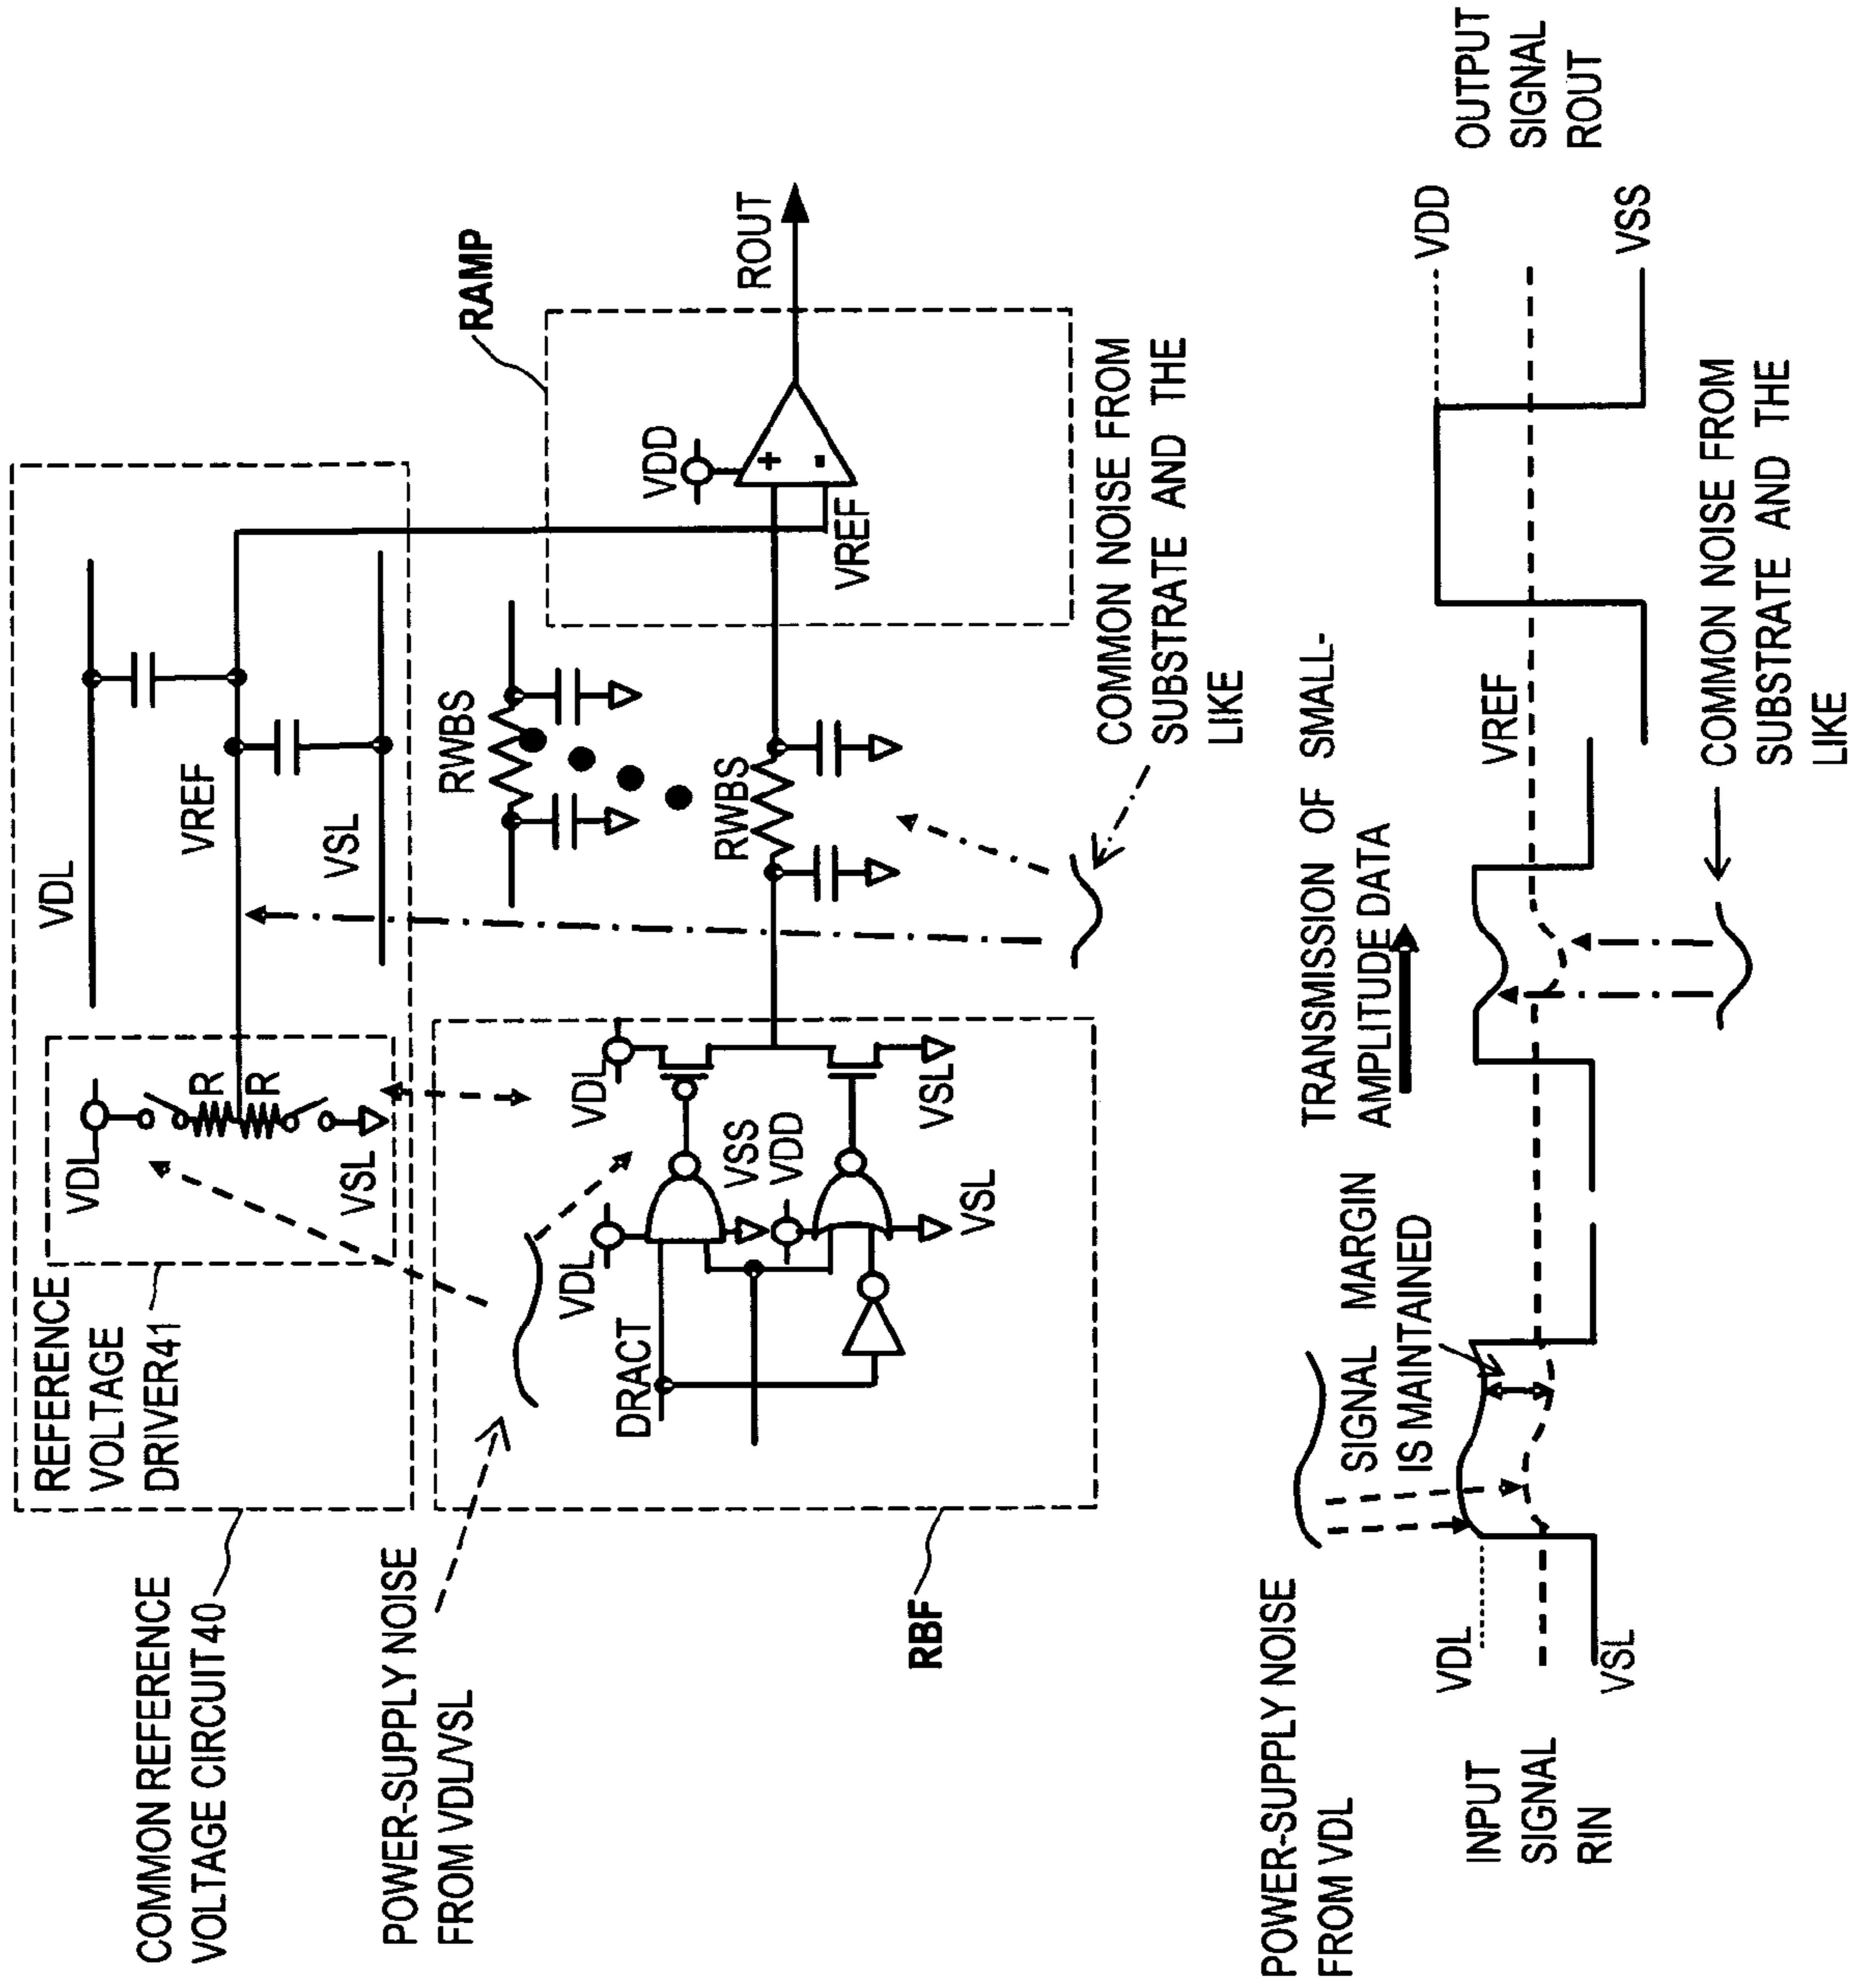 COMMON REFERENCE
VOLTAGE CIRCUIT40
REFERENCE
VOLTAGE
DRIVER41
VDL
R
R
VSL
VDL
VREF
VSL
POWER-SUPPLY NOISE
FROM VDL/VSL
RBF
DRACT
VDL
VSS
VDD
VSL
VDL
VSL
RWBS
RWBS
RAMP
VDD
+
-
VREF
ROUT
COMMON NOISE FROM
SUBSTRATE AND THE
LIKE
POWER-SUPPLY NOISE
FROM VDL
SIGNAL MARGIN
IS MAINTAINED
TRANSMISSION OF SMALL-
AMPLITUDE DATA
INPUT
SIGNAL
RIN
VDL
VSL
VREF
VDD
VSS
OUTPUT
SIGNAL
ROUT
COMMON NOISE FROM
SUBSTRATE AND THE
LIKE